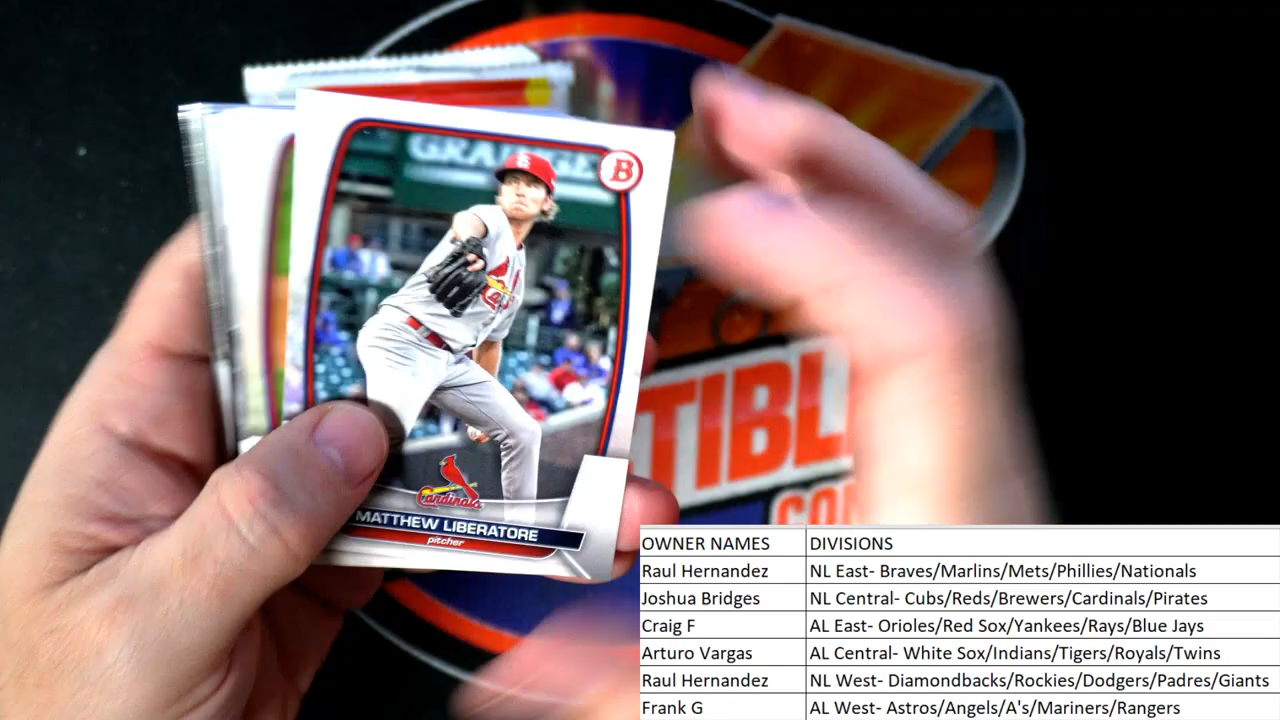 GRAINGE
B
Cardinals
MATTHEW LIBERATORE
pitcher
TIBL
CO
OWNER NAMES DIVISIONS
Raul Hernandez NL East- Braves/Marlins/Mets/Phillies/Nationals
Joshua Bridges NL Central- Cubs/Reds/Brewers/Cardinals/Pirates
Craig F AL East- Orioles/Red Sox/Yankees/Rays/Blue Jays
Arturo Vargas AL Central- White Sox/Indians/Tigers/Royals/Twins
Raul Hernandez NL West- Diamondbacks/Rockies/Dodgers/Padres/Giants
Frank G AL West- Astros/Angels/A's/Mariners/Rangers